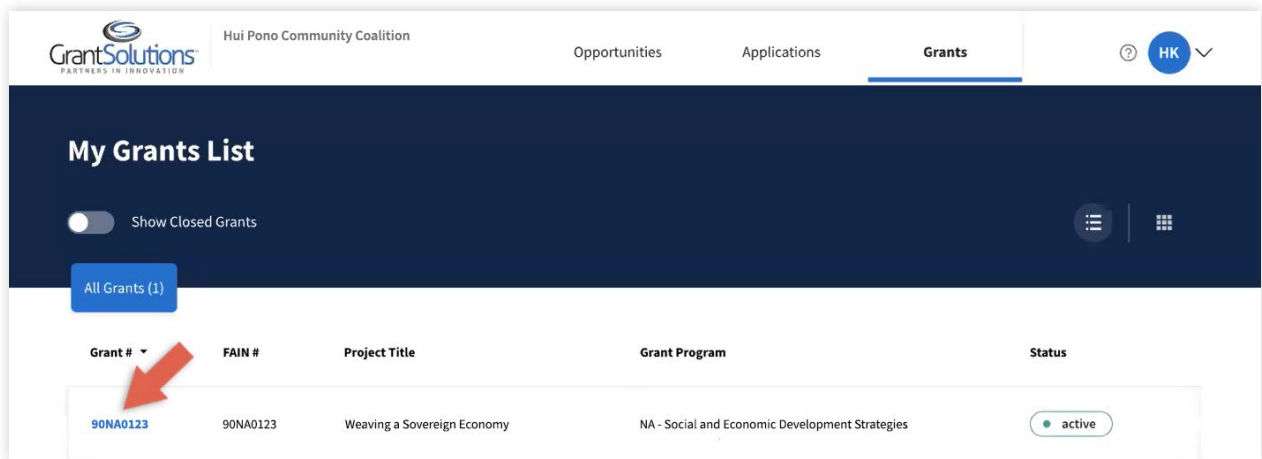 GrantSolutions™
PARTNERS IN INNOVATION
Hui Pono Community Coalition
Opportunities Applications Grants
? HK
My Grants List
Show Closed Grants
All Grants (1)
Grant # FAIN # Project Title Grant Program Status
90NA0123 90NA0123 Weaving a Sovereign Economy NA - Social and Economic Development Strategies active